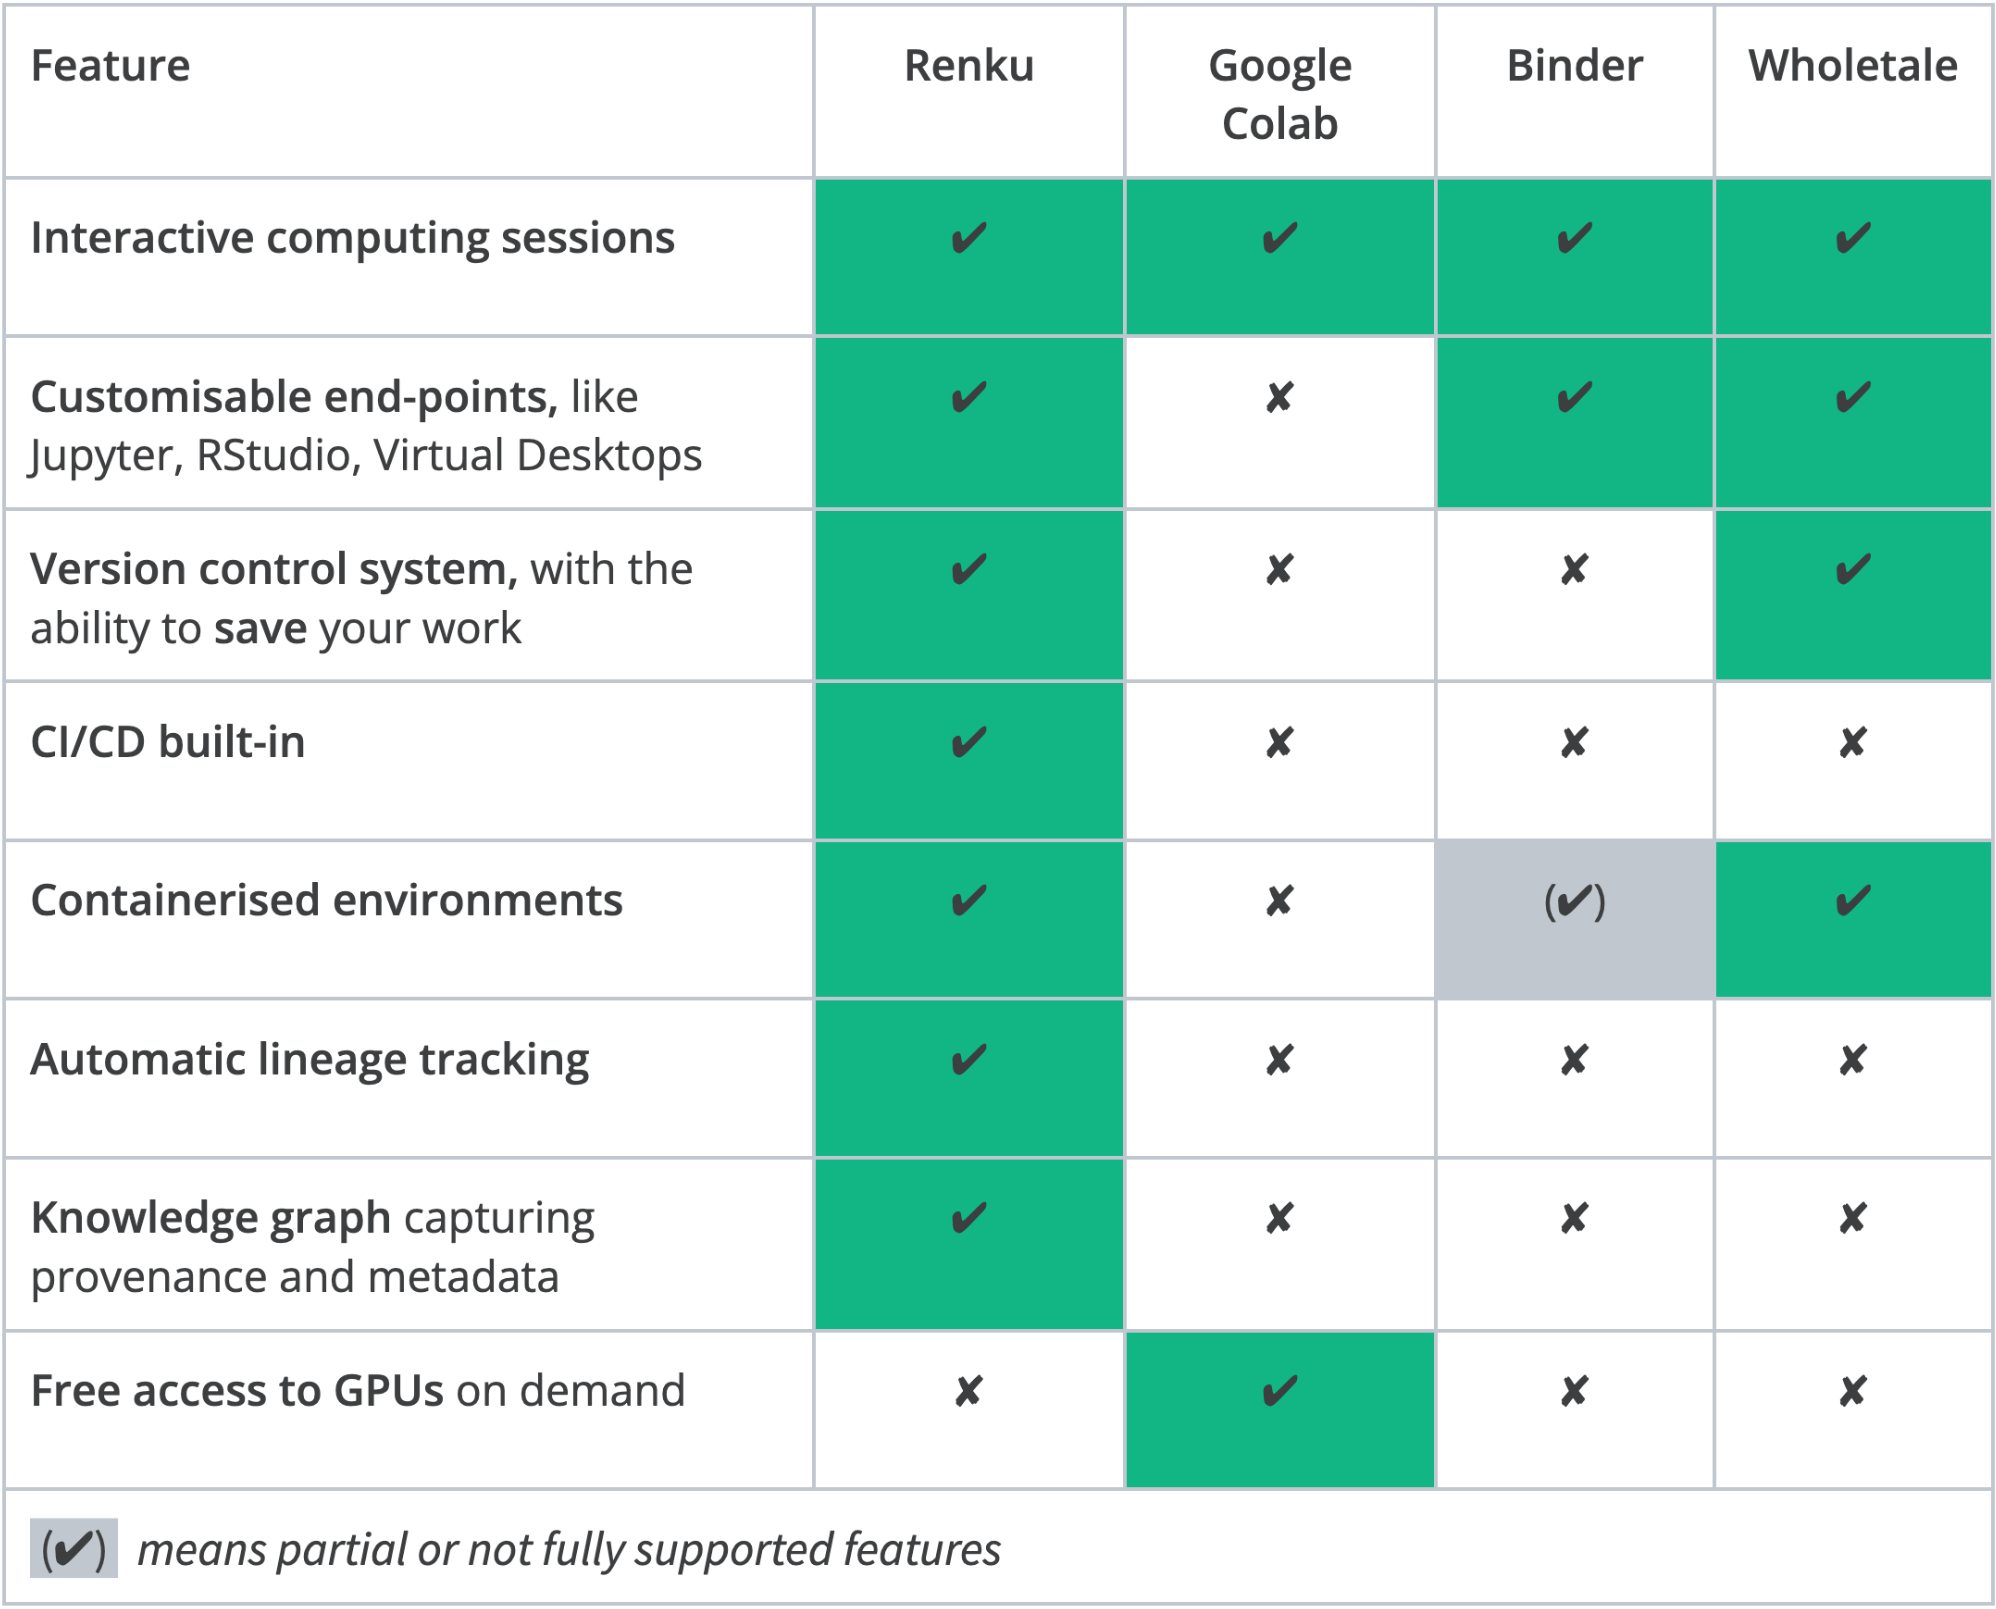 Feature Renku Google Colab Binder Wholetale
Interactive computing sessions ✔ ✔ ✔ ✔
Customisable end-points, like ✔ ✘ ✔ ✔
Jupyter, RStudio, Virtual Desktops
Version control system, with the ✔ ✘ ✘ ✔
ability to save your work
CI/CD built-in ✔ ✘ ✘ ✘
Containerised environments ✔ ✘ (✔) ✔
Automatic lineage tracking ✔ ✘ ✘ ✘
Knowledge graph capturing ✔ ✘ ✘ ✘
provenance and metadata
Free access to GPUs on demand ✘ ✔ ✘ ✘
(✔) means partial or not fully supported features